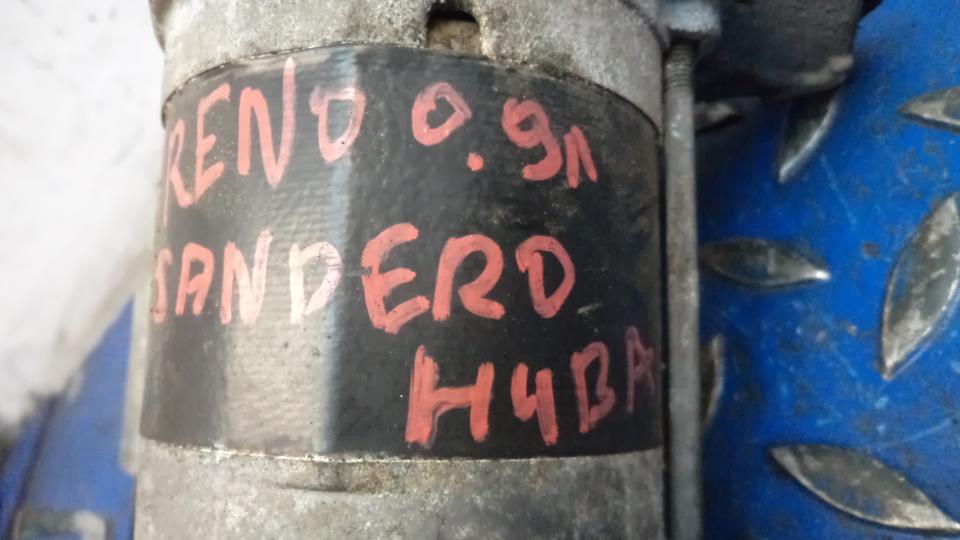 RENO 0.9л
SANDERO
H4BA